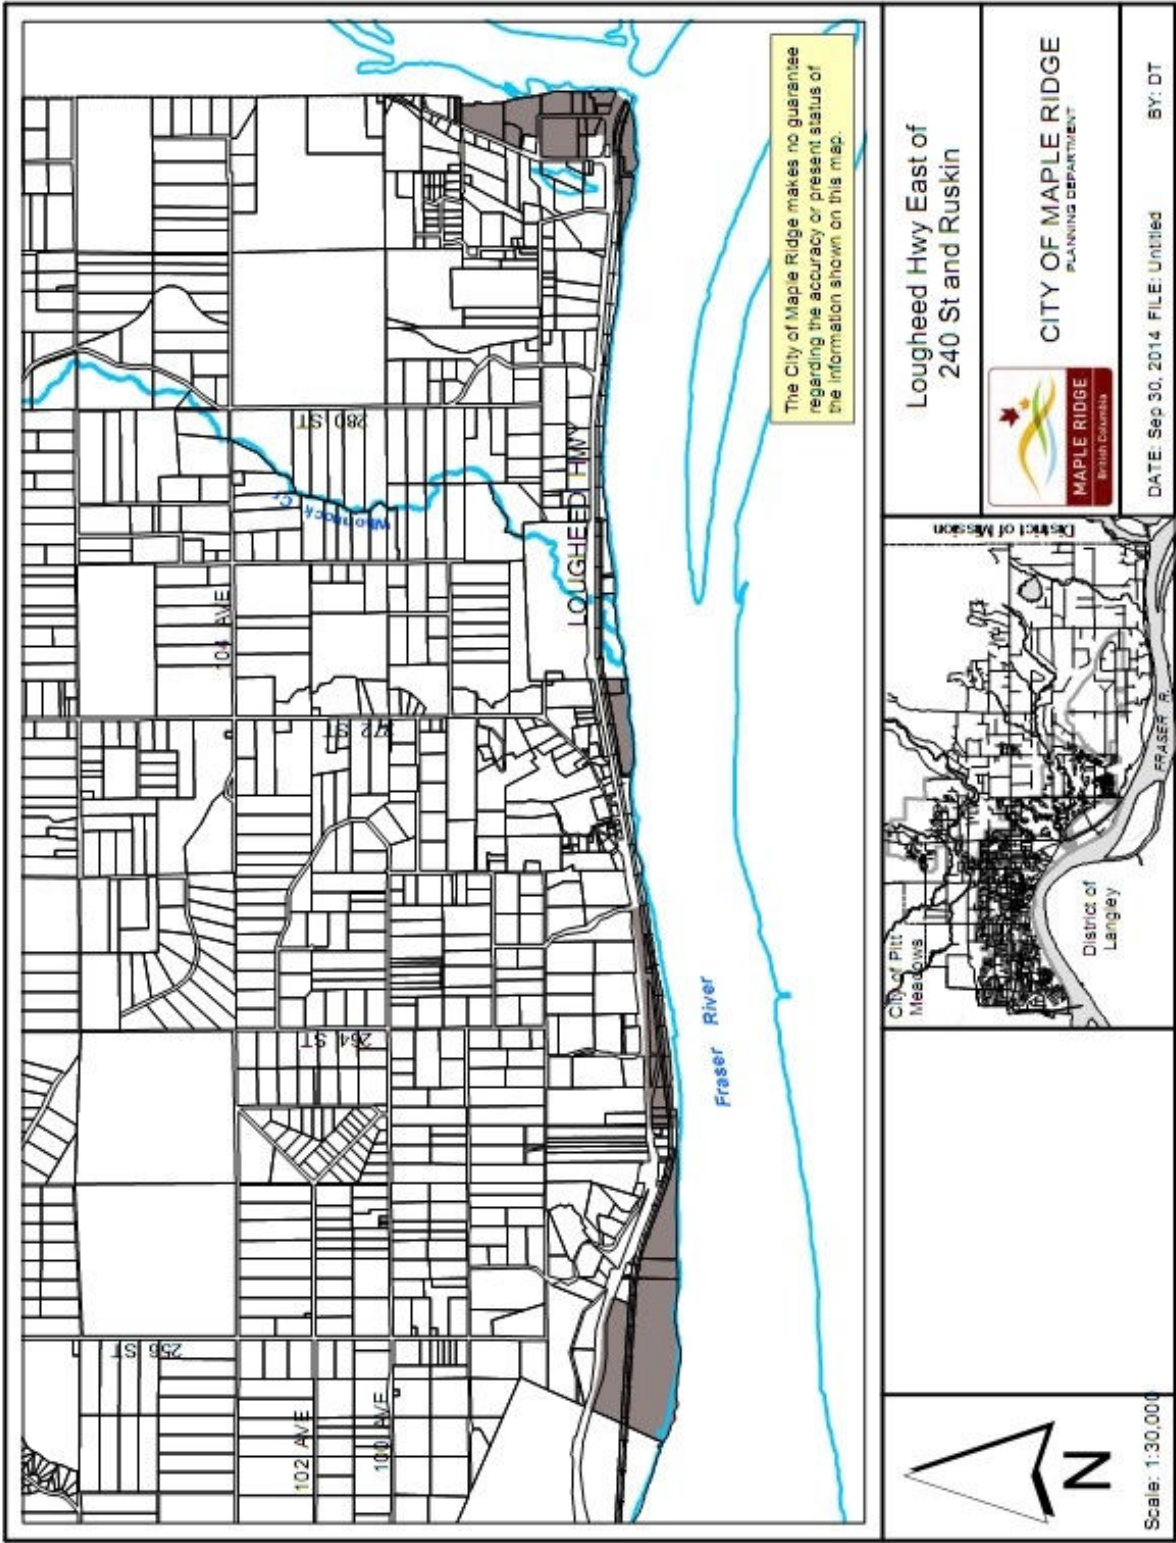 256 ST
264 ST
272 ST
280 ST
104 AVE
102 AVE
100 AVE
Whonnock Cr
LOUGHEED HWY
Fraser River
The City of Maple Ridge makes no guarantee
regarding the accuracy or present status of
the information shown on this map.
N
Scale: 1:30,000
City of Pitt
Meadows
District of
Langley
District of Mission
FRASER R.
Lougheed Hwy East of
240 St and Ruskin
MAPLE RIDGE
British Columbia
CITY OF MAPLE RIDGE
PLANNING DEPARTMENT
DATE: Sep 30, 2014 FILE: Untitled BY: DT